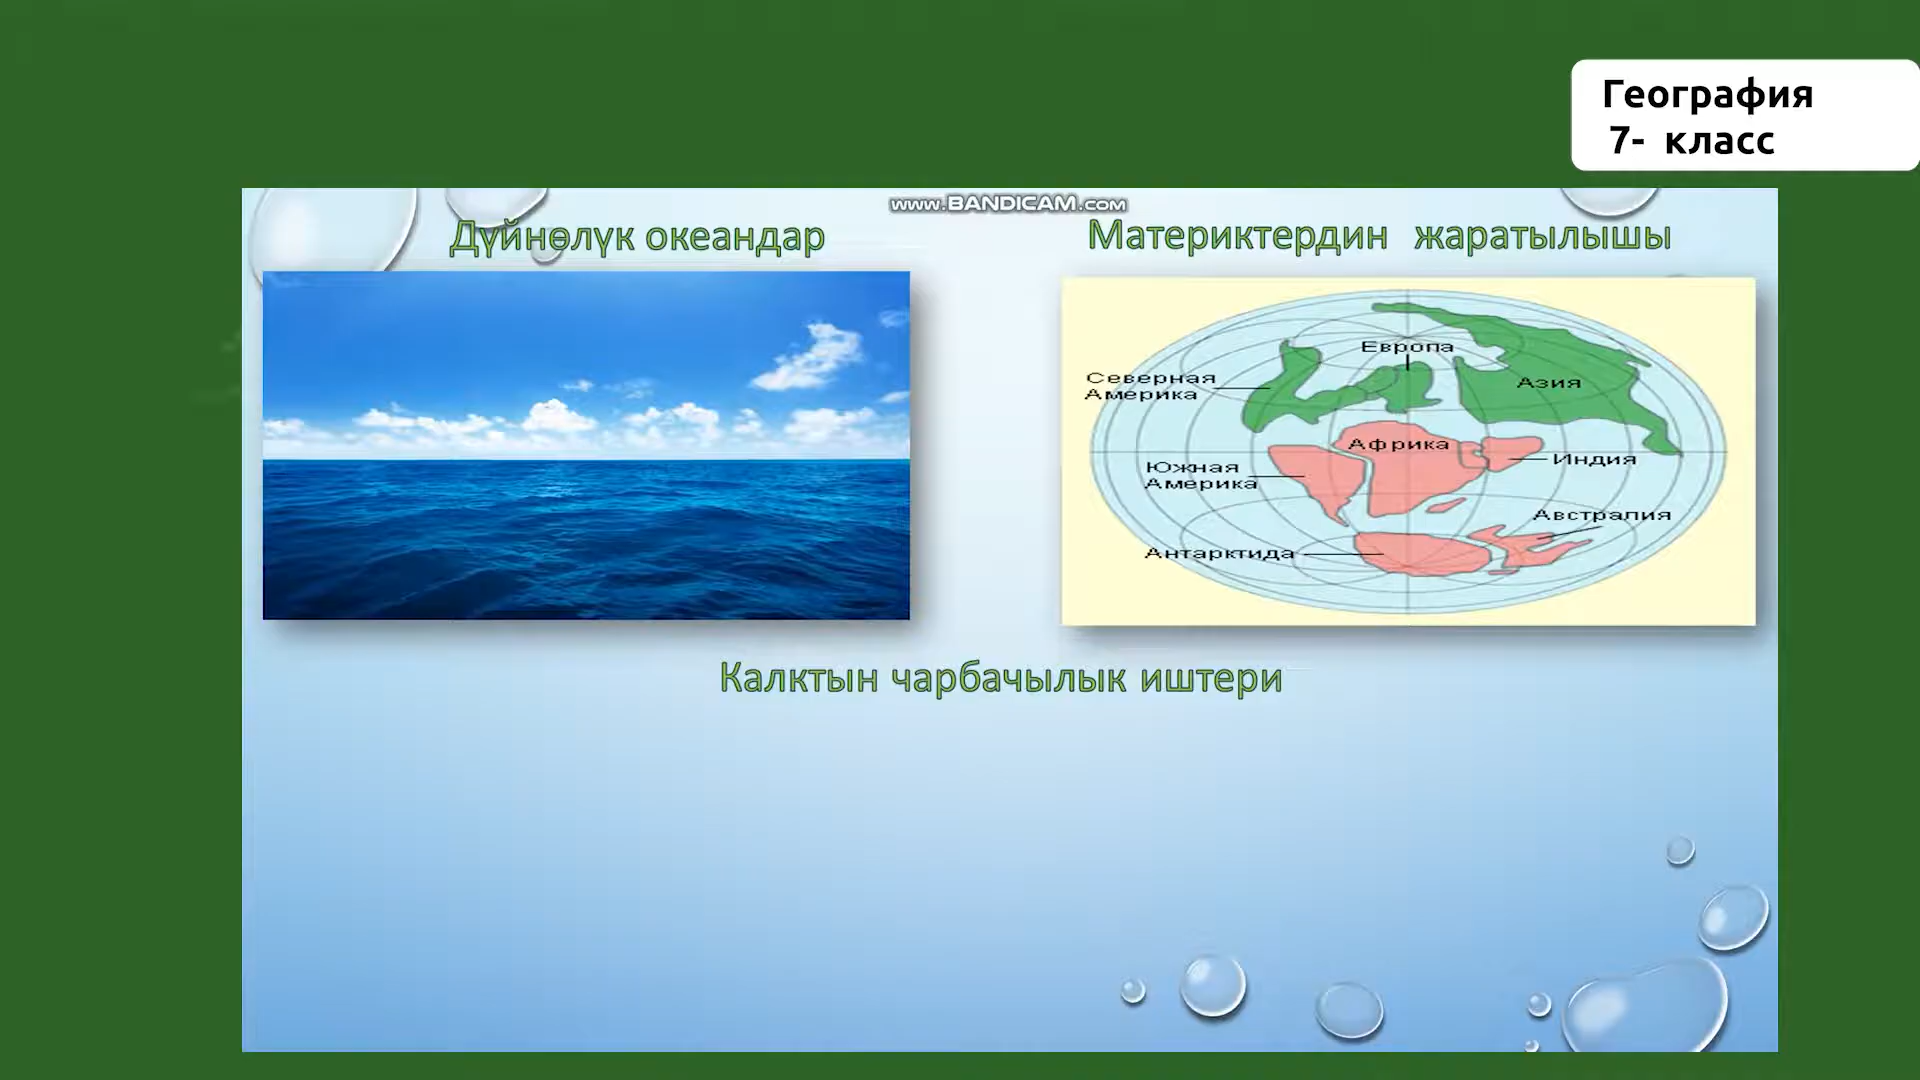 География
7- класс
www.BANDICAM.com
Дүйнөлүк океандар
Материктердин жаратылышы
Европа
Северная
Америка
Азия
Африка
Индия
Южная
Америка
Австралия
Антарктида
Калктын чарбачылык иштери